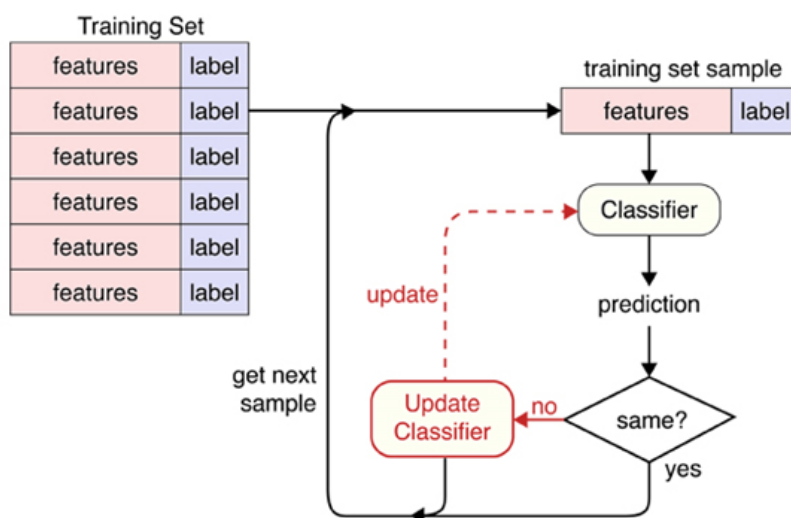 Training Set
features label
features label
features label
features label
features label
features label
training set sample
features label
Classifier
update
prediction
get next
sample
Update
Classifier
no
same?
yes